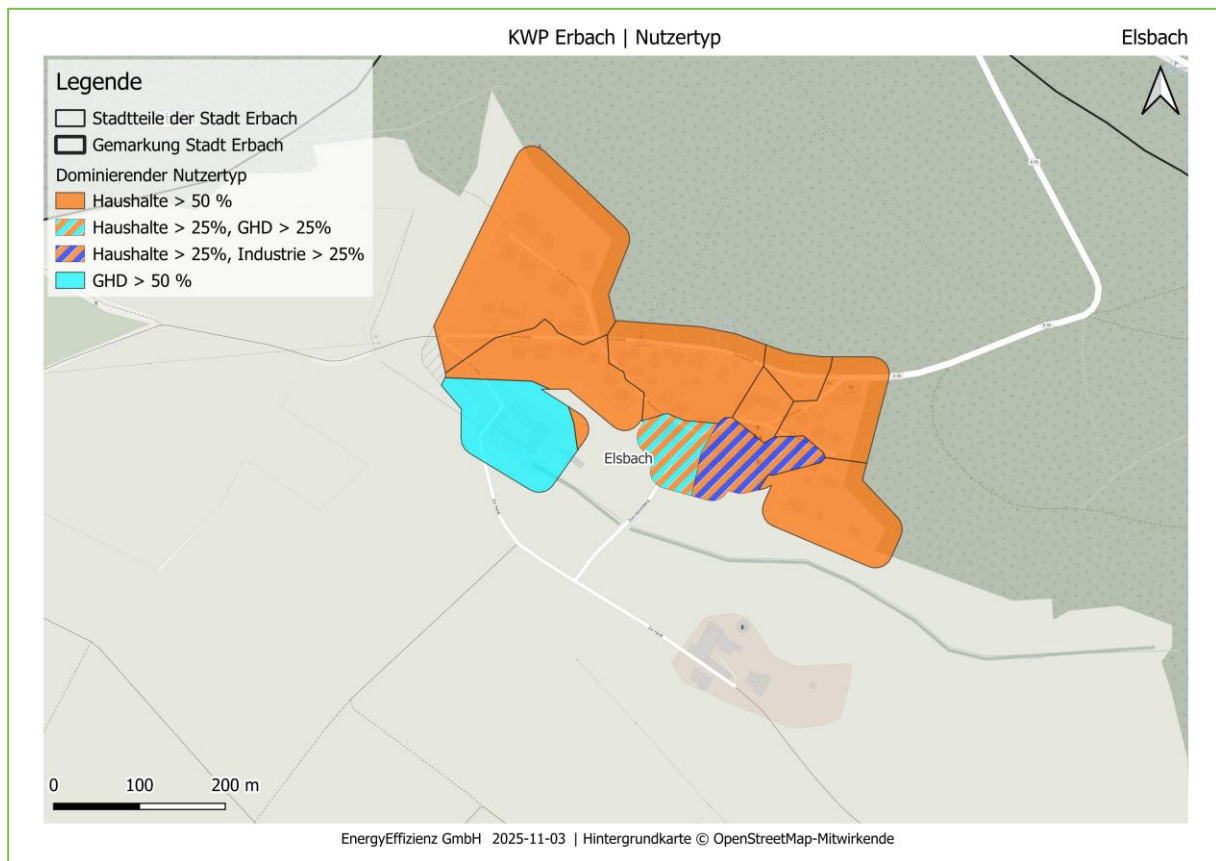 KWP Erbach | Nutzertyp
Elsbach
Legende
Stadtteile der Stadt Erbach
Gemarkung Stadt Erbach
Dominierender Nutzertyp
Haushalte > 50 %
Haushalte > 25%, GHD > 25%
Haushalte > 25%, Industrie > 25%
GHD > 50 %
Elsbach
0 100 200 m
EnergyEffizienz GmbH 2025-11-03 | Hintergrundkarte © OpenStreetMap-Mitwirkende